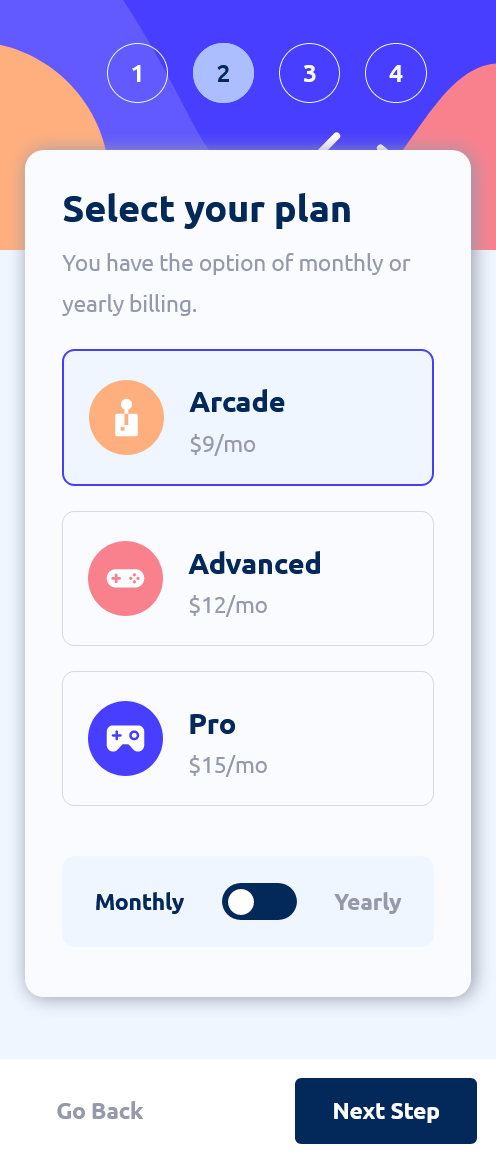 1 2 3 4
Select your plan
You have the option of monthly or
yearly billing.
Arcade
$9/mo
Advanced
$12/mo
Pro
$15/mo
Monthly Yearly
Go Back Next Step